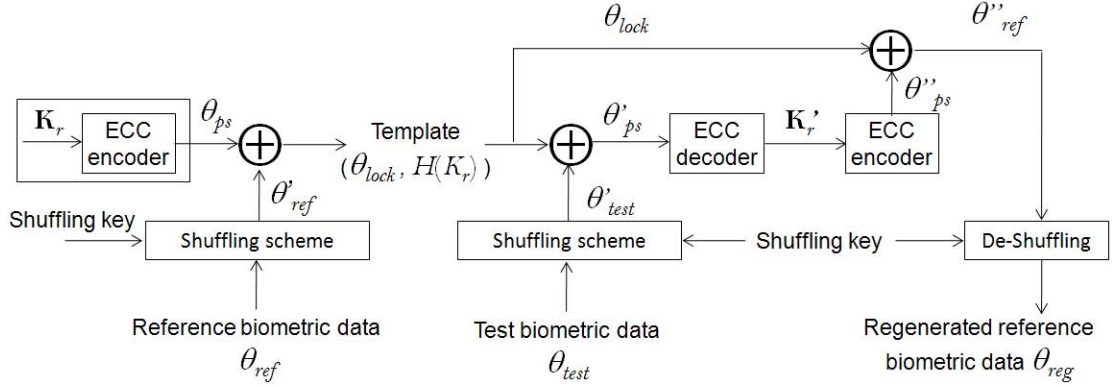 θlock
θ''ref
Kr
ECC
encoder
θps
Template
(θlock, H(Kr) )
θ'ps
ECC
decoder
Kr'
ECC
encoder
θ''ps
θ'ref
θ'test
Shuffling key
Shuffling scheme
Shuffling scheme
Shuffling key
De-Shuffling
Reference biometric data
θref
Test biometric data
θtest
Regenerated reference
biometric data θreg